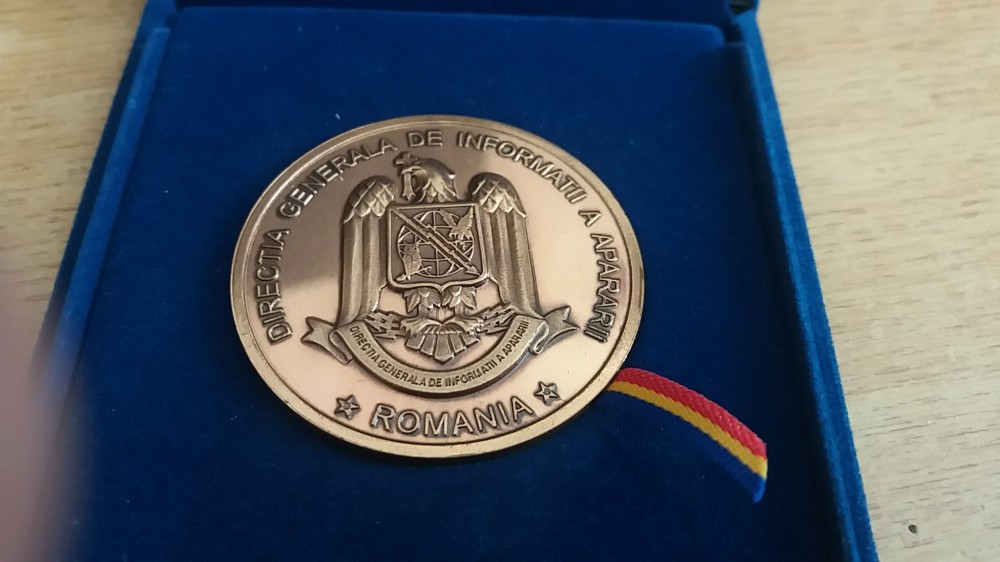 DIRECTIA GENERALA DE INFORMATII A APARARII
DIRECTIA GENERALA DE INFORMATII A APARARII
ROMANIA